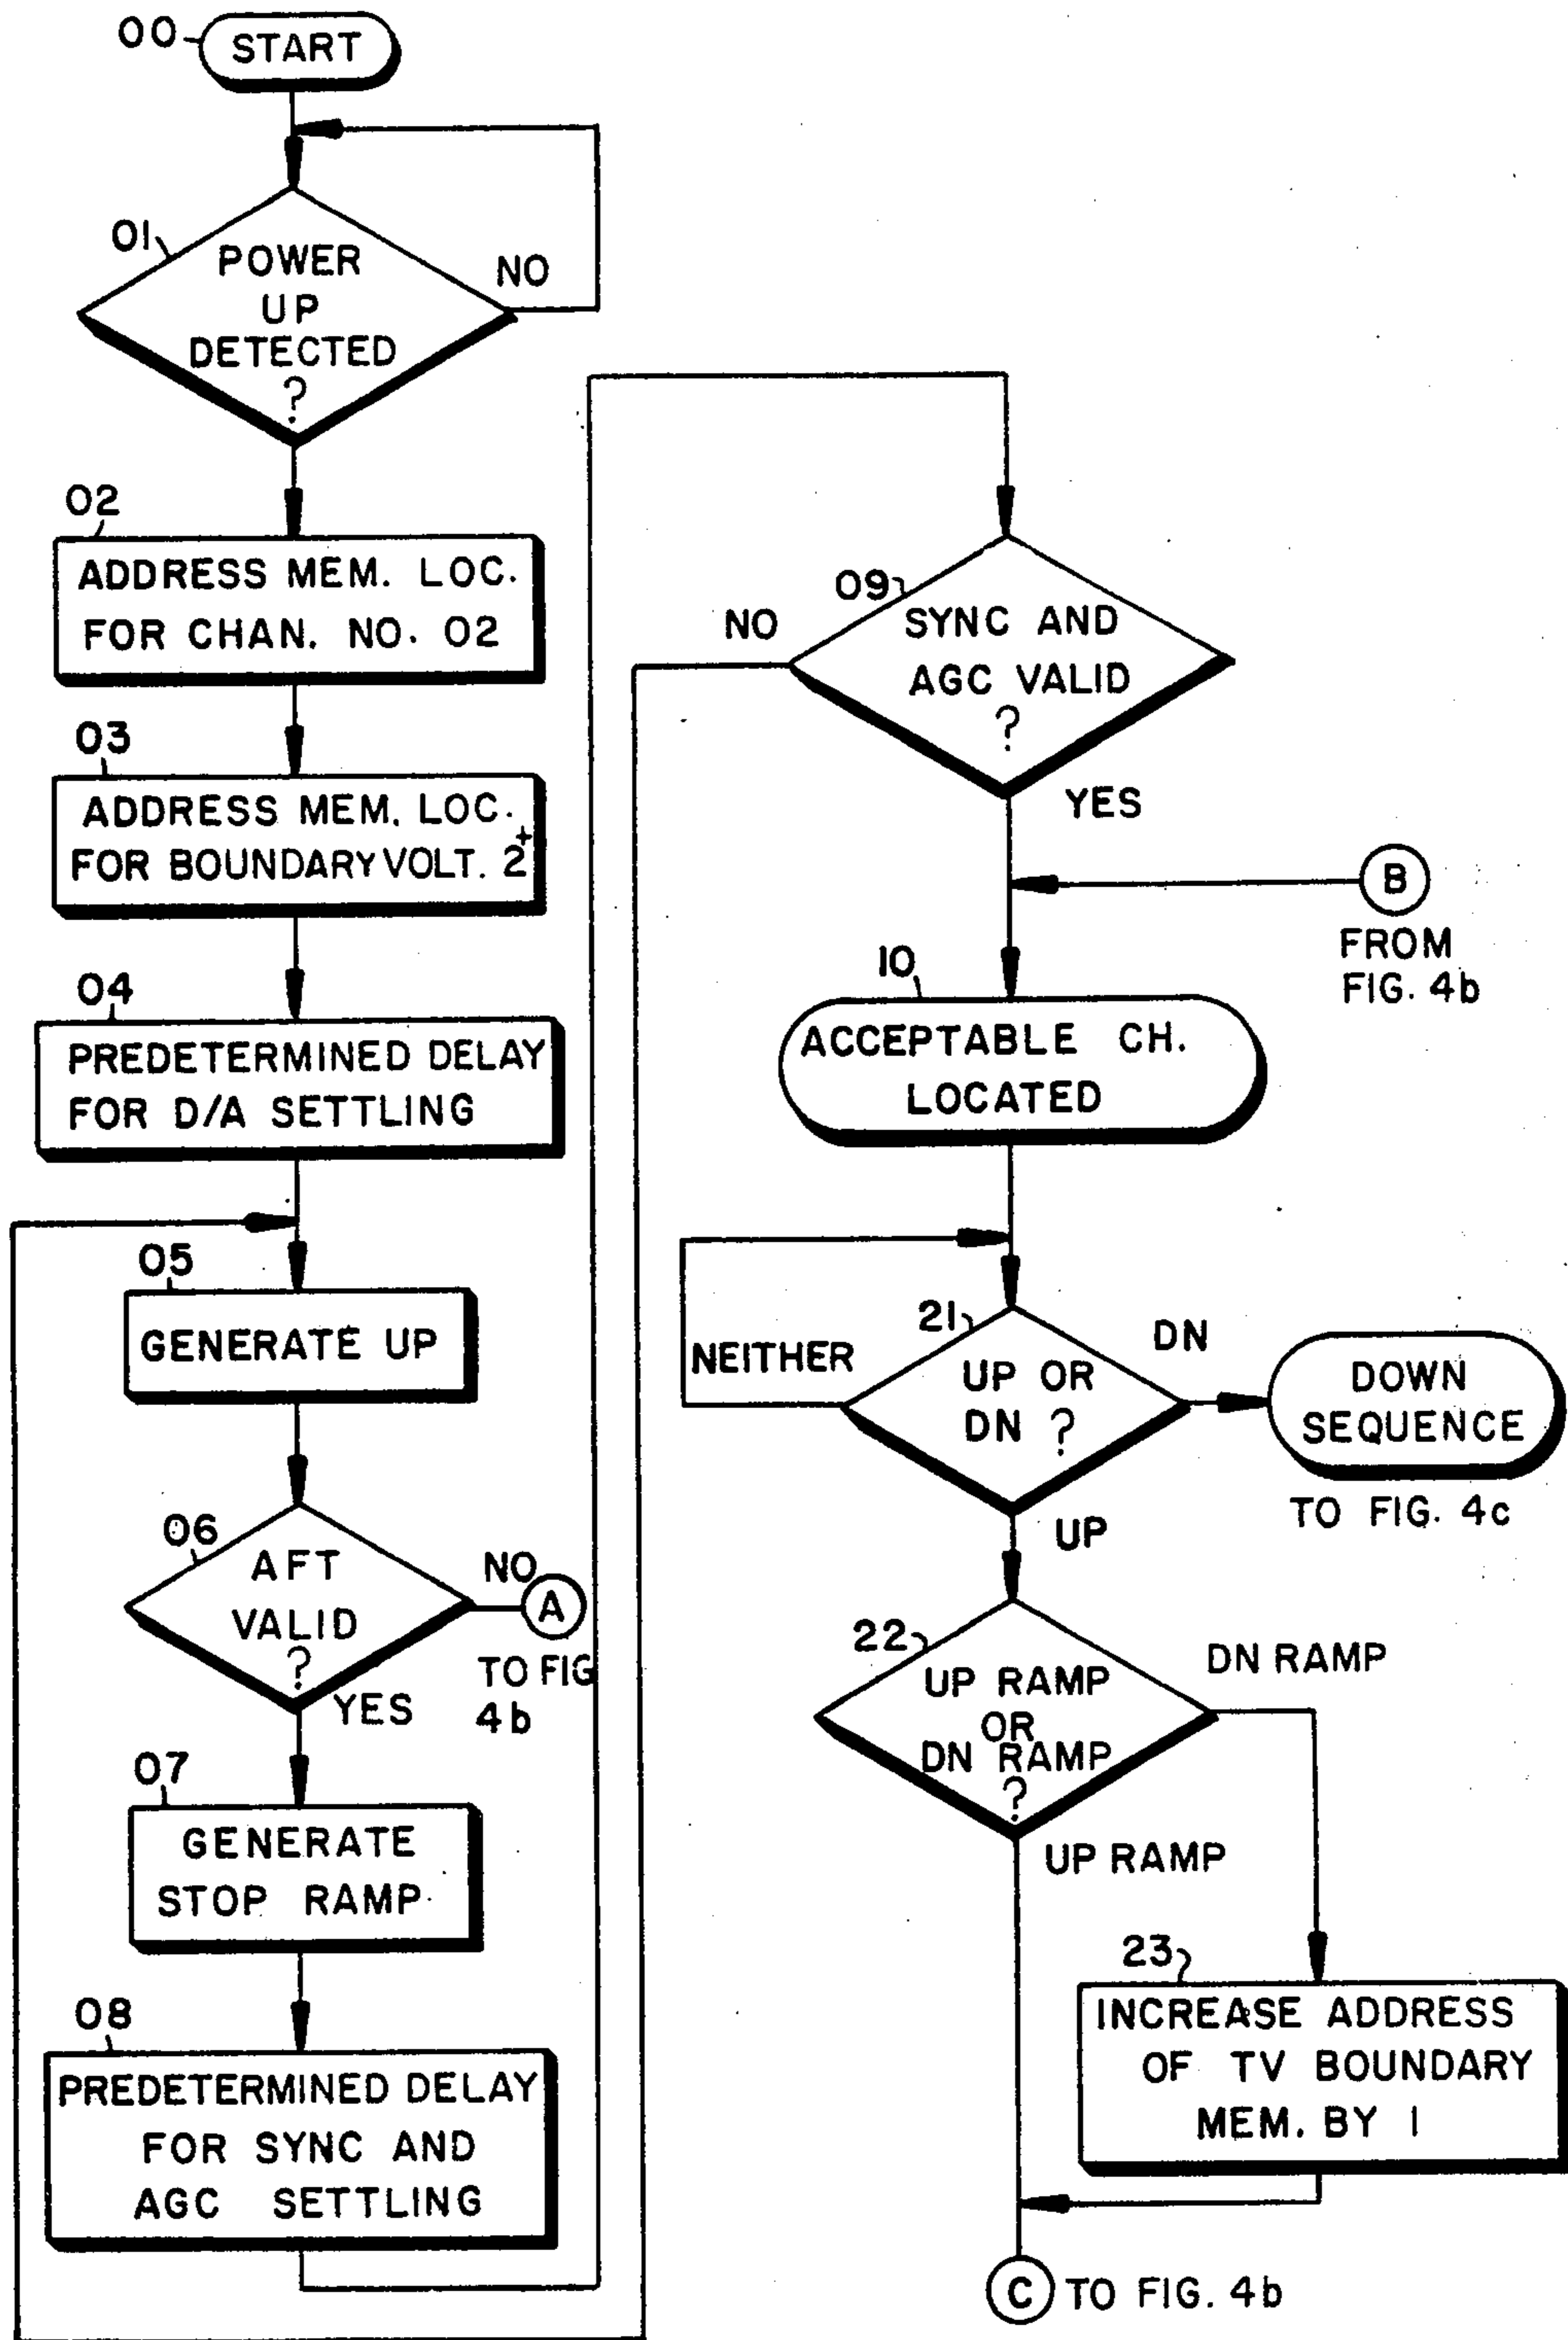 00
START
01
POWER
UP
DETECTED
?
NO
02
ADDRESS MEM. LOC.
FOR CHAN. NO. 02
03
ADDRESS MEM. LOC.
FOR BOUNDARY VOLT. 2+
04
PREDETERMINED DELAY
FOR D/A SETTLING
05
GENERATE UP
06
AFT
VALID
?
NO
A
TO FIG
4b
YES
07
GENERATE
STOP RAMP
08
PREDETERMINED DELAY
FOR SYNC AND
AGC SETTLING
09
SYNC AND
AGC VALID
?
NO
YES
B
FROM
FIG. 4b
10
ACCEPTABLE CH.
LOCATED
21
UP OR
DN ?
NEITHER
DN
DOWN
SEQUENCE
TO FIG. 4c
UP
22
UP RAMP
OR
DN RAMP
?
DN RAMP
UP RAMP
23
INCREASE ADDRESS
OF TV BOUNDARY
MEM. BY 1
C TO FIG. 4b